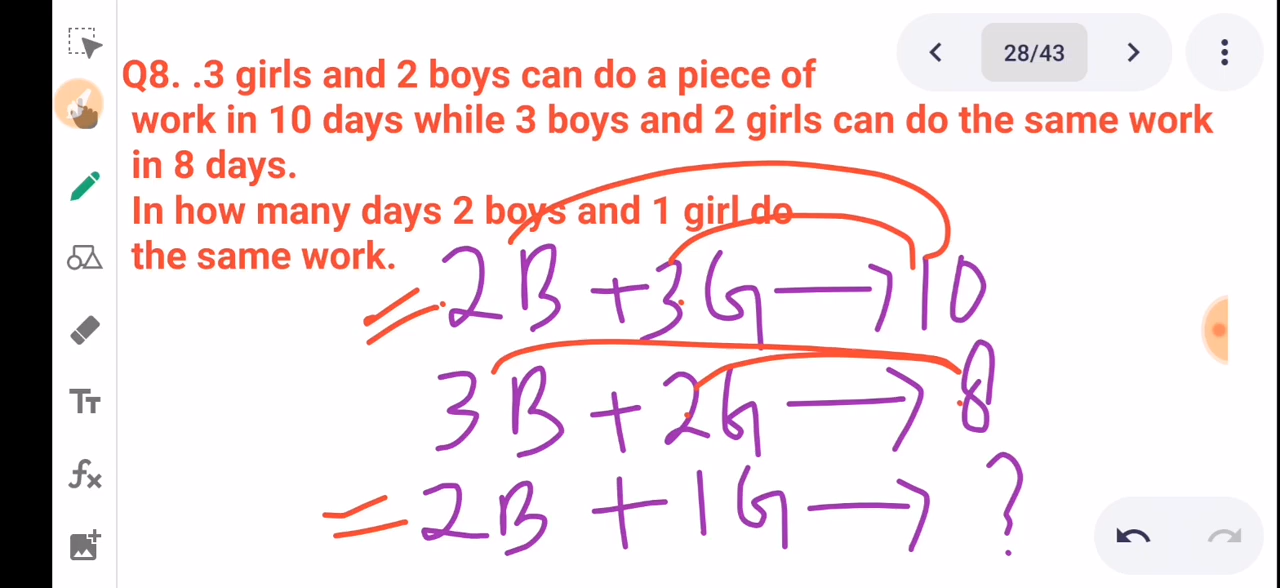 28/43
Q8. .3 girls and 2 boys can do a piece of
work in 10 days while 3 boys and 2 girls can do the same work
in 8 days.
In how many days 2 boys and 1 girl do
the same work.
= 2B + 3G → 10
3B + 2G → 8
= 2B + 1G → ?
Tт
fx